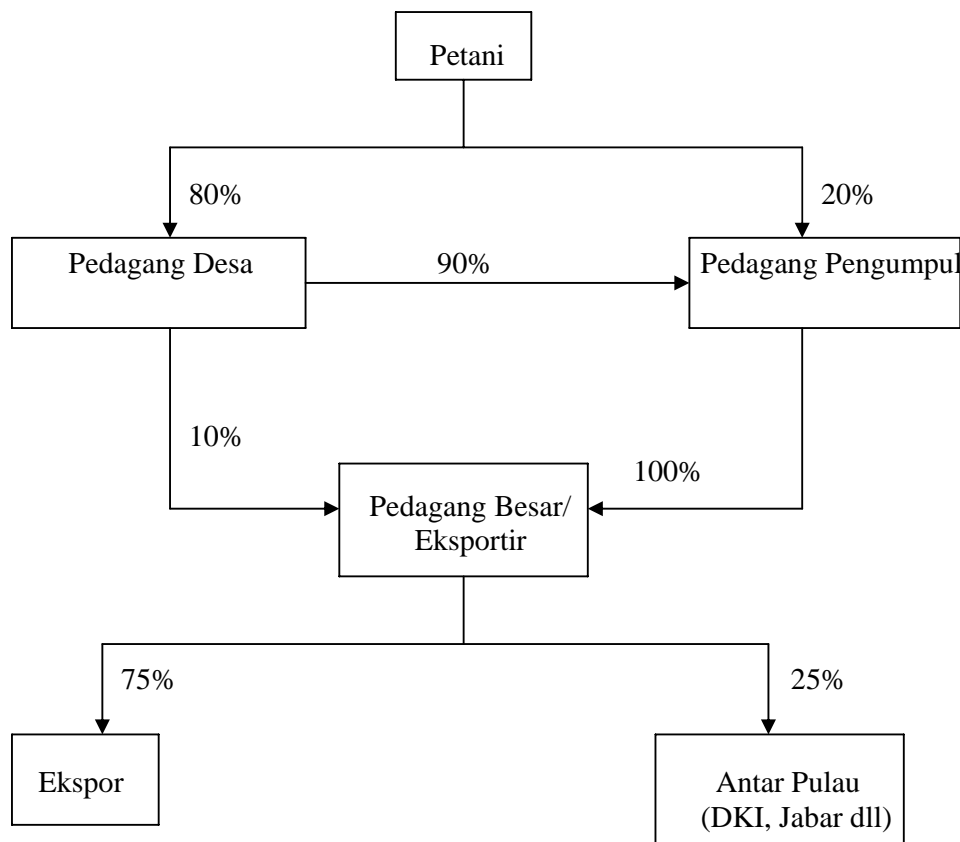 Petani
80%
20%
Pedagang Desa
90%
Pedagang Pengumpul
10%
100%
Pedagang Besar/
Eksportir
75%
25%
Ekspor
Antar Pulau
(DKI, Jabar dll)